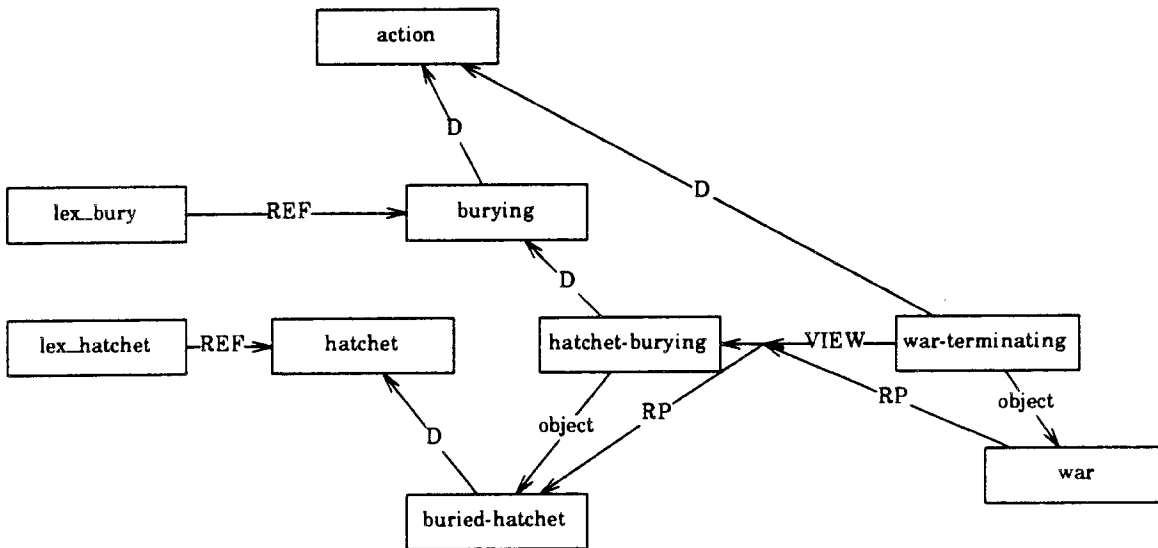 action
D
D
lex_bury
REF
burying
D
lex_hatchet
REF
hatchet
hatchet-burying
VIEW
war-terminating
RP
object
RP
object
D
war
buried-hatchet